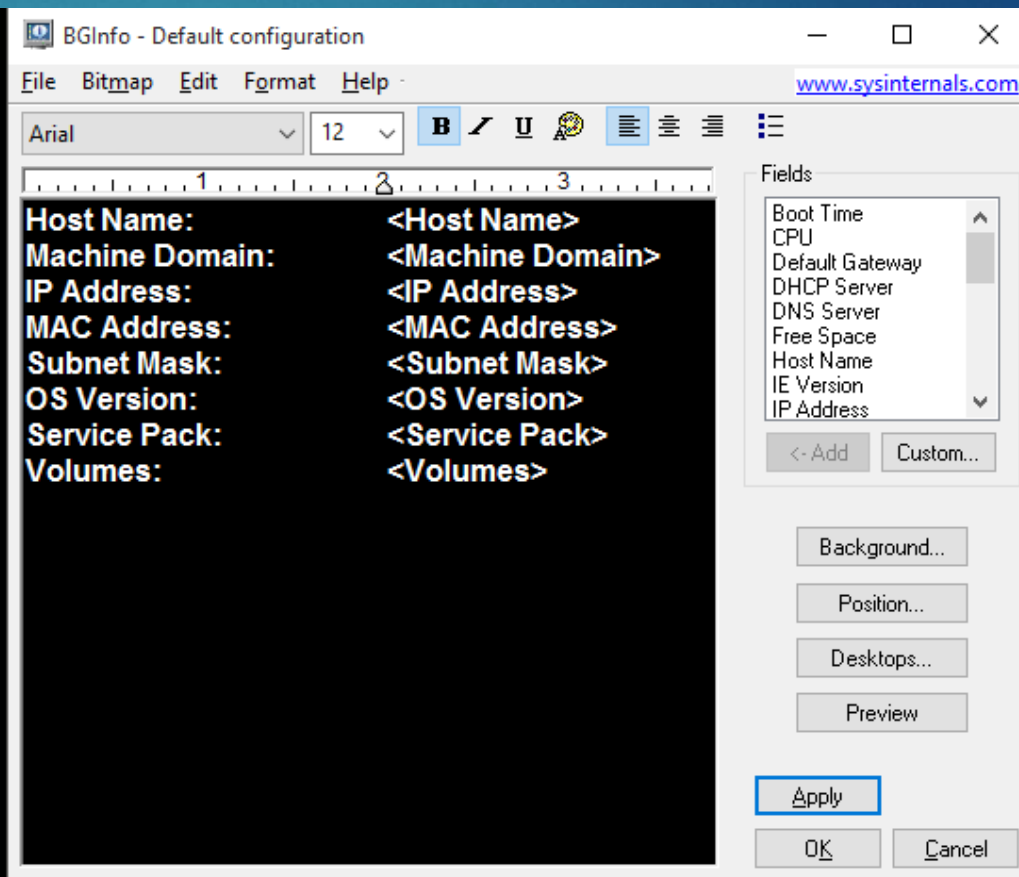 BGInfo - Default configuration
File Bitmap Edit Format Help
www.sysinternals.com
Arial 12 B I U
1 2 3
Fields
Host Name: <Host Name>
Machine Domain: <Machine Domain>
IP Address: <IP Address>
MAC Address: <MAC Address>
Subnet Mask: <Subnet Mask>
OS Version: <OS Version>
Service Pack: <Service Pack>
Volumes: <Volumes>
Boot Time
CPU
Default Gateway
DHCP Server
DNS Server
Free Space
Host Name
IE Version
IP Address
<- Add Custom...
Background...
Position...
Desktops...
Preview
Apply
OK Cancel